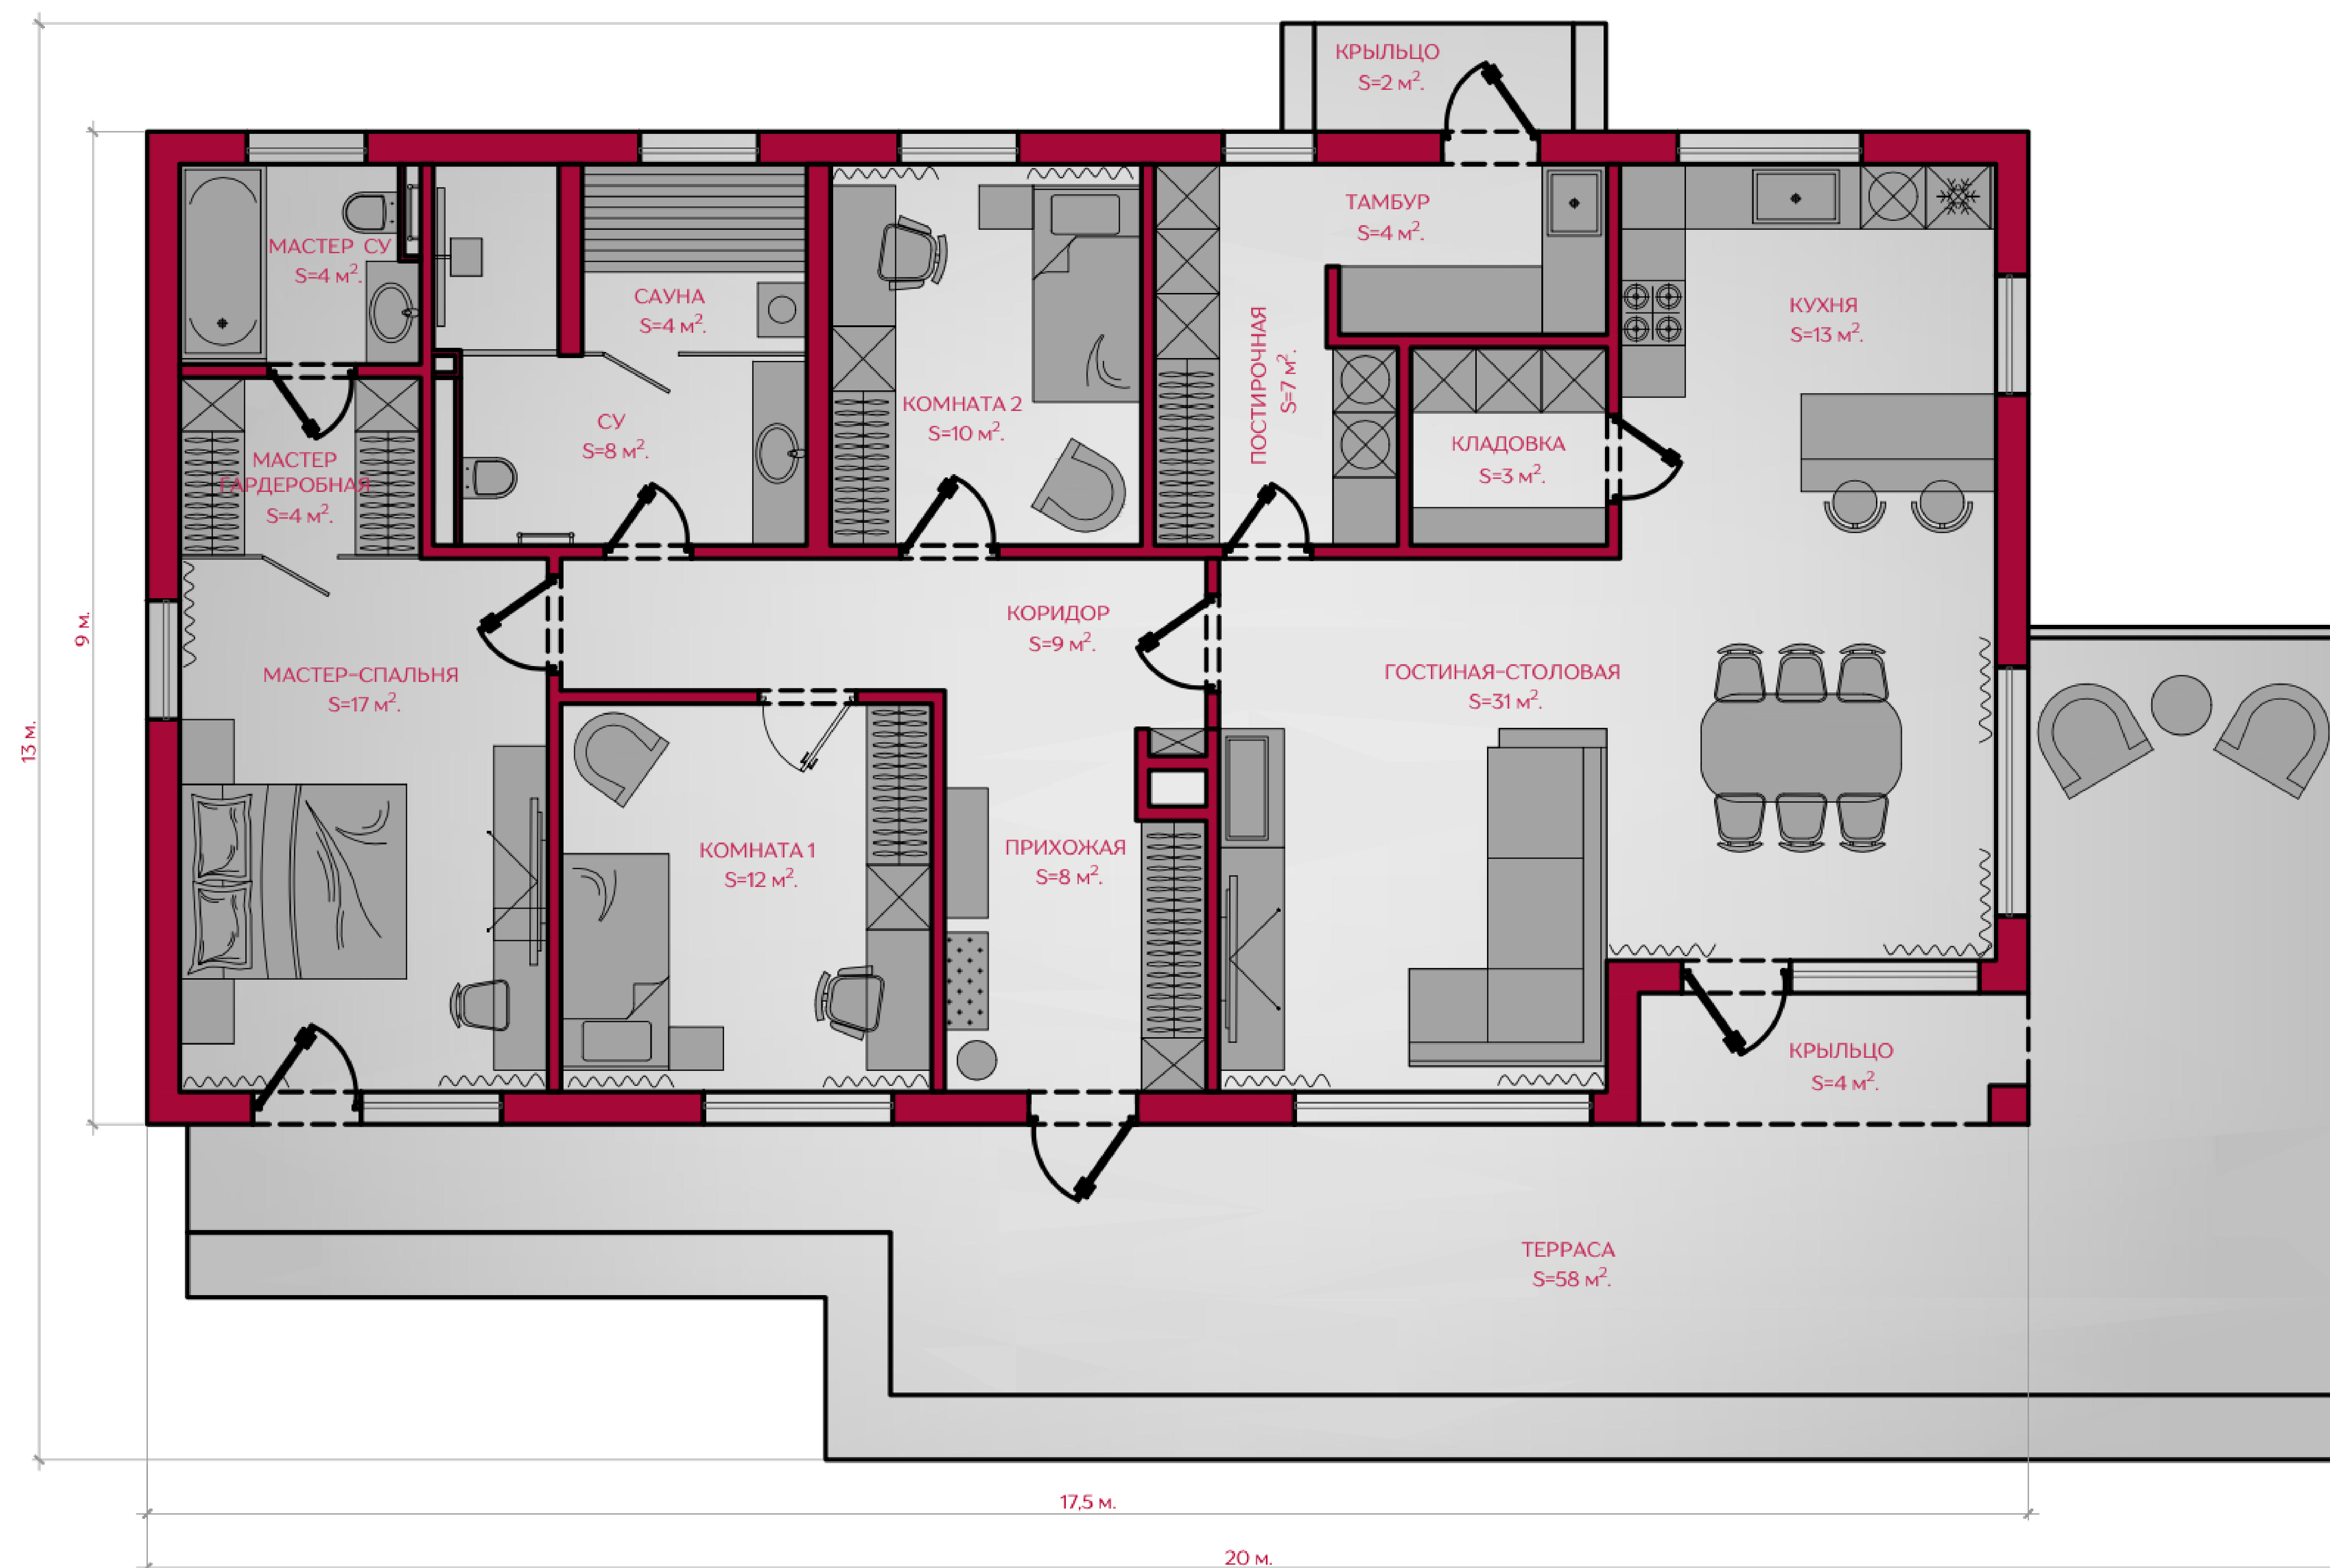 КРЫЛЬЦО
S=2 м².
ТАМБУР
S=4 м².
МАСТЕР СУ
S=4 м².
САУНА
S=4 м².
КУХНЯ
S=13 м².
ПОСТИРОЧНАЯ
S=7 м².
КОМНАТА 2
S=10 м².
СУ
S=8 м².
КЛАДОВКА
S=3 м².
МАСТЕР
ГАРДЕРОБНАЯ
S=4 м².
КОРИДОР
S=9 м².
9 м.
МАСТЕР-СПАЛЬНЯ
S=17 м².
ГОСТИНАЯ-СТОЛОВАЯ
S=31 м².
13 м.
КОМНАТА 1
S=12 м².
ПРИХОЖАЯ
S=8 м².
КРЫЛЬЦО
S=4 м².
ТЕРРАСА
S=58 м².
17,5 м.
20 м.